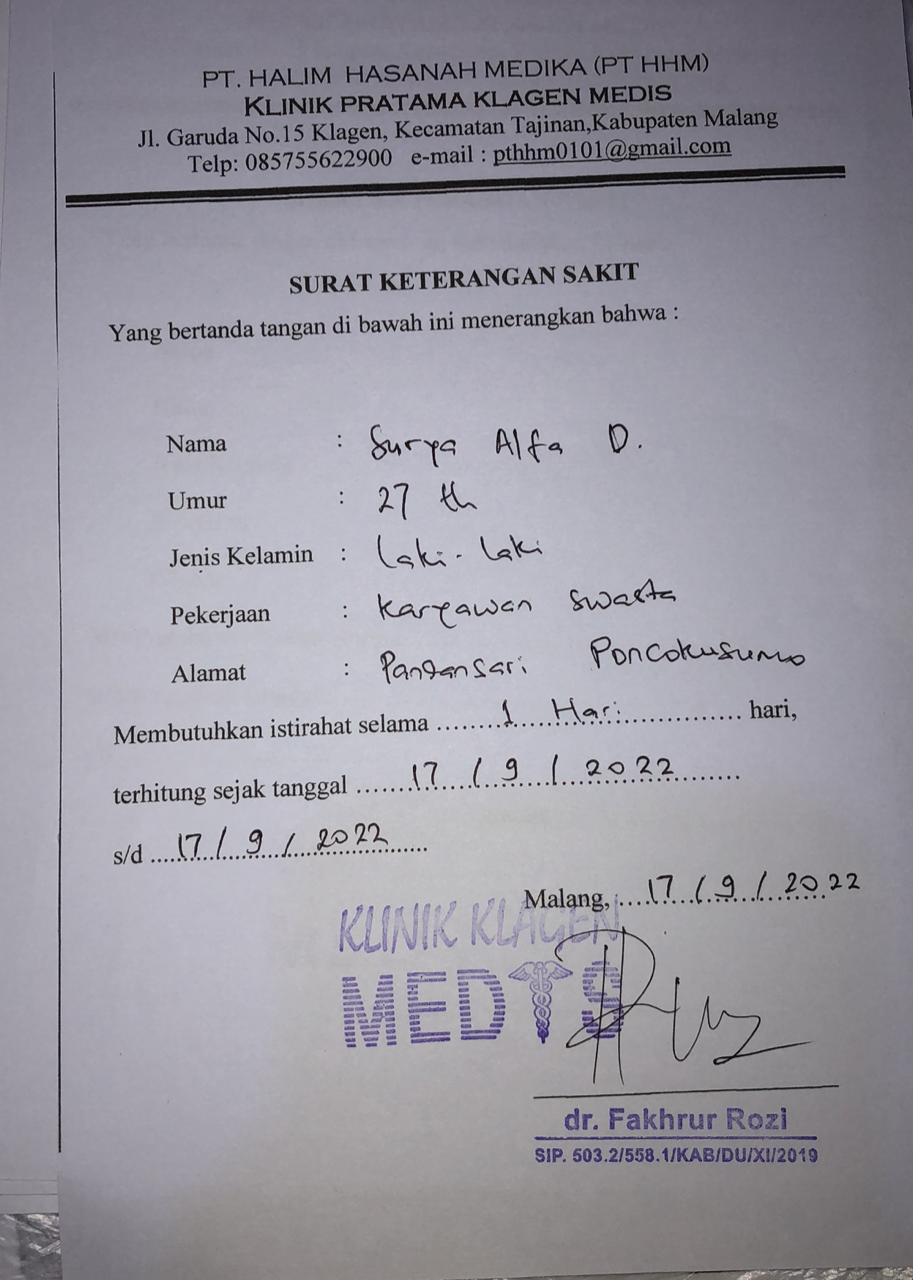 PT. HALIM HASANAH MEDIKA (PT HHM)
KLINIK PRATAMA KLAGEN MEDIS
Jl. Garuda No.15 Klagen, Kecamatan Tajinan,Kabupaten Malang
Telp: 085755622900 e-mail : pthhm0101@gmail.com
SURAT KETERANGAN SAKIT
Yang bertanda tangan di bawah ini menerangkan bahwa :
Nama : Surya Alfa D.
Umur : 27 th
Jenis Kelamin : Laki-laki
Pekerjaan : Karyawan Swasta
Alamat : Pandansari Poncokusumo
Membutuhkan istirahat selama ........1 Hari................ hari,
terhitung sejak tanggal ......17 / 9 / 2022.........
s/d ....17 / 9 / 2022......
Malang, ....17 / 9 / 2022
KLINIK KLAGEN
MEDIS
dr. Fakhrur Rozi
SIP. 503.2/558.1/KAB/DU/XI/2019